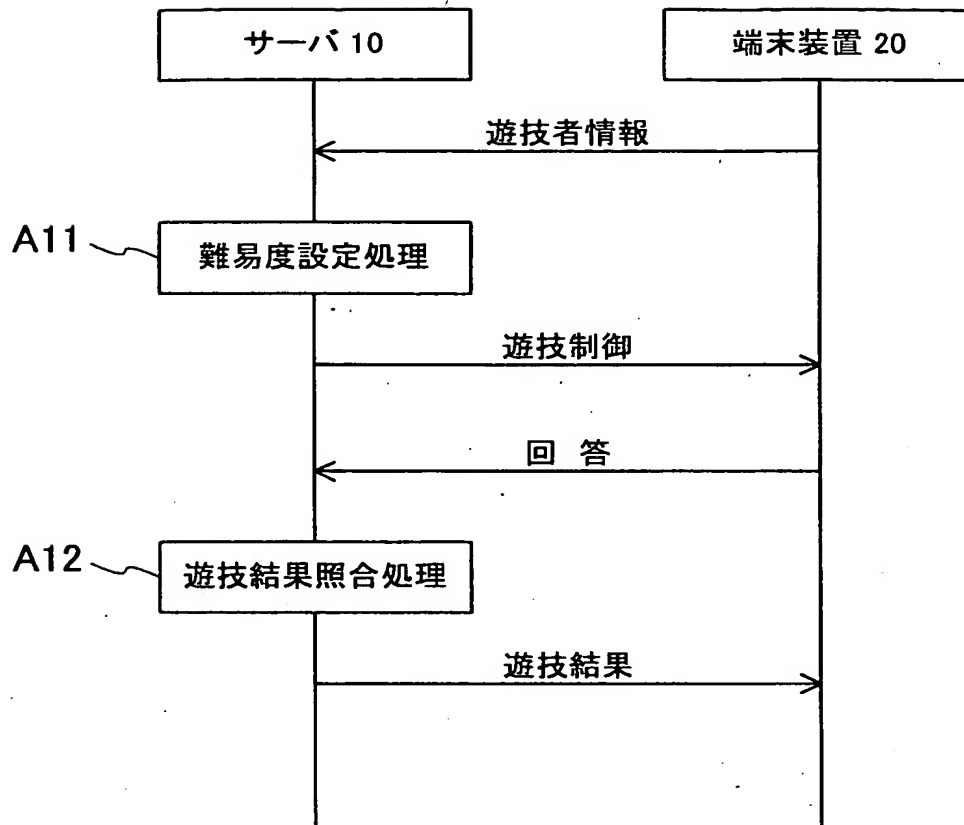 サーバ 10
端末装置 20
遊技者情報
A11
難易度設定処理
遊技制御
回 答
A12
遊技結果照合処理
遊技結果